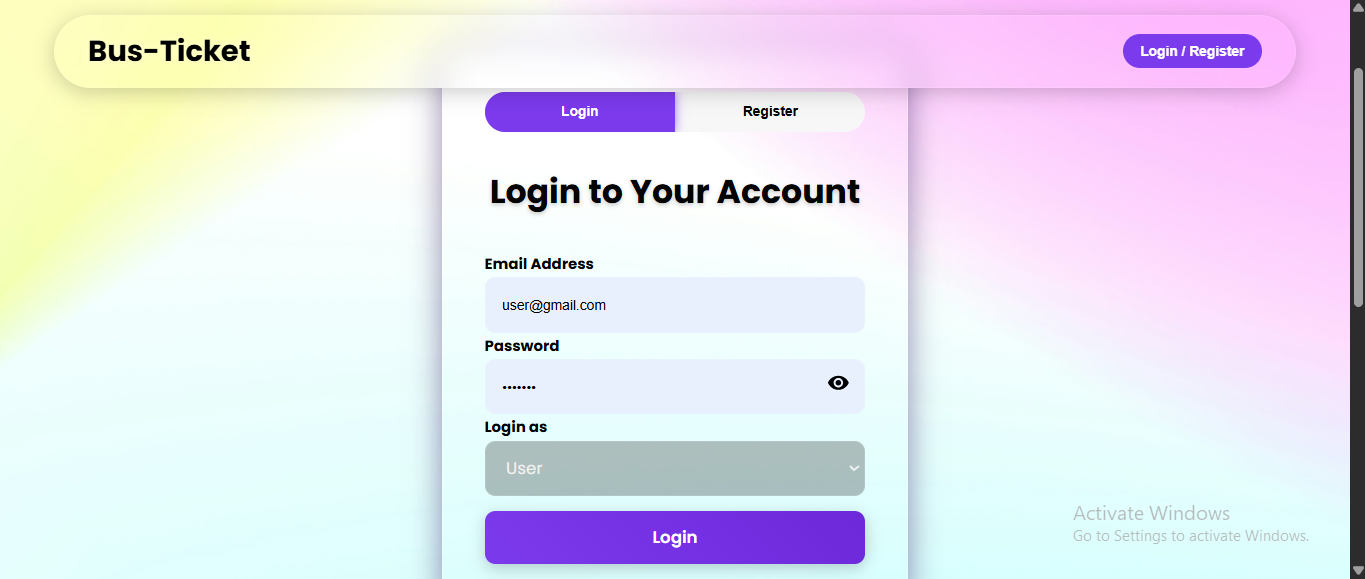 Bus-Ticket
Login / Register
Login
Register
Login to Your Account
Email Address
user@gmail.com
Password
•••••••
Login as
User
Login
Activate Windows
Go to Settings to activate Windows.